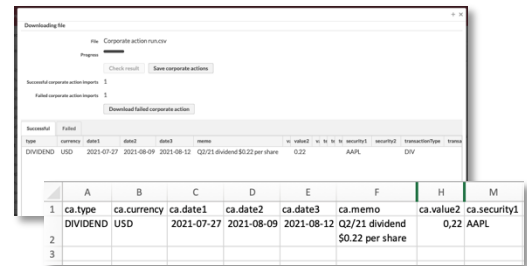 Downloading file
File Corporate action run.csv
Progress
Check result Save corporate actions
Successful corporate action imports 1
Failed corporate action imports 1
Download failed corporate action
Successful Failed
type currency date1 date2 date3 memo value2 security1 security2 transactionType
DIVIDEND USD 2021-07-27 2021-08-09 2021-08-12 Q2/21 dividend $0.22 per share 0.22 AAPL DIV
A B C D E F H M
1 ca.type ca.currency ca.date1 ca.date2 ca.date3 ca.memo ca.value2 ca.security1
DIVIDEND USD 2021-07-27 2021-08-09 2021-08-12 Q2/21 dividend 0,22 AAPL
2 $0.22 per share
3